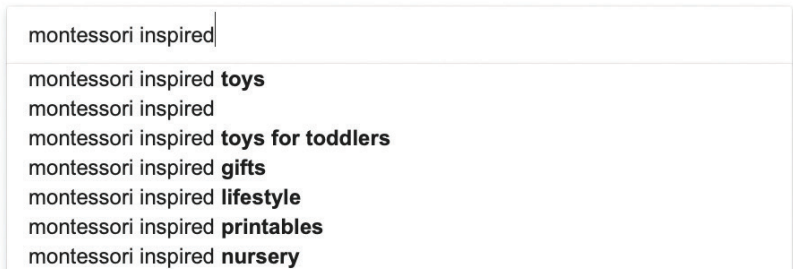 montessori inspired
montessori inspired toys
montessori inspired
montessori inspired toys for toddlers
montessori inspired gifts
montessori inspired lifestyle
montessori inspired printables
montessori inspired nursery